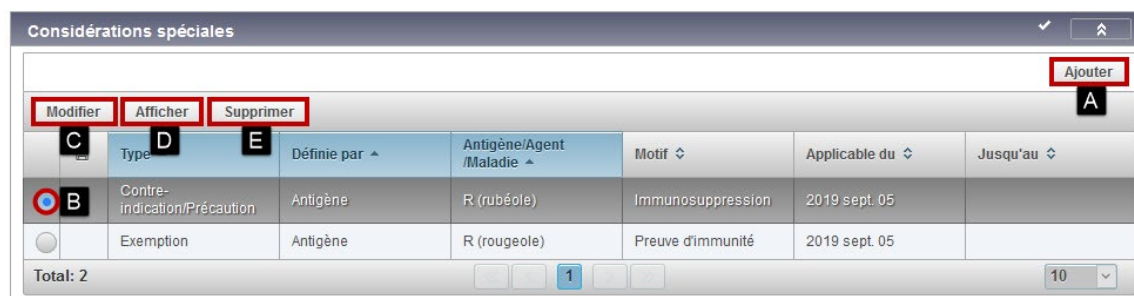 Considérations spéciales
Ajouter
A
Modifier Afficher Supprimer
C D E
Type Définie par Antigène/Agent
/Maladie Motif Applicable du Jusqu'au
B Contre-
indication/Précaution Antigène R (rubéole) Immunosuppression 2019 sept. 05
Exemption Antigène R (rougeole) Preuve d'immunité 2019 sept. 05
Total: 2 1 10